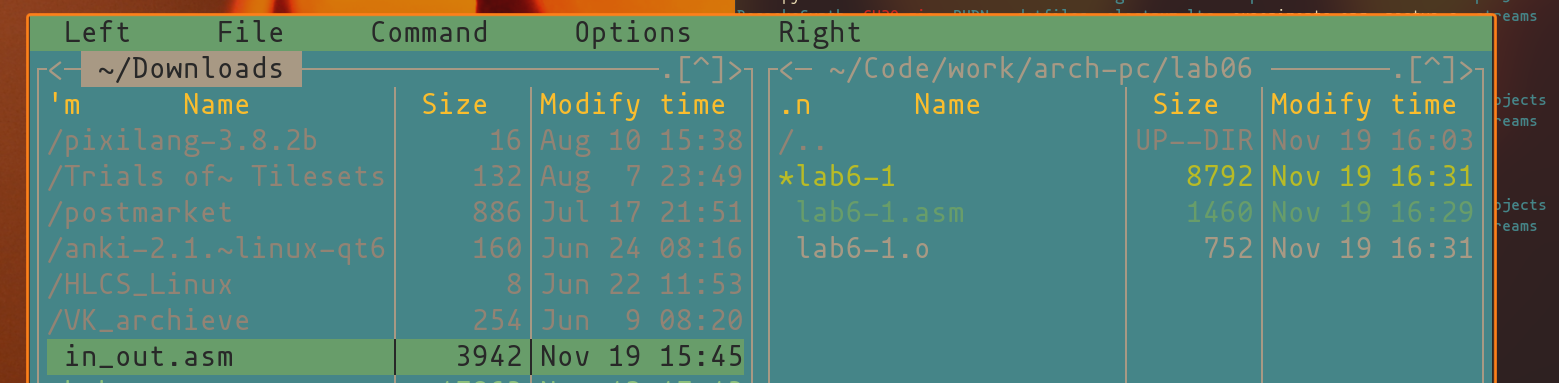 Left File Command Options Right
<─ ~/Downloads .[^]>
'm Name Size Modify time
/pixilang-3.8.2b 16 Aug 10 15:38
/Trials of~ Tilesets 132 Aug 7 23:49
/postmarket 886 Jul 17 21:51
/anki-2.1.~linux-qt6 160 Jun 24 08:16
/HLCS_Linux 8 Jun 22 11:53
/VK_archieve 254 Jun 9 08:20
in_out.asm 3942 Nov 19 15:45
<─ ~/Code/work/arch-pc/lab06 .[^]>
.n Name Size Modify time
/.. UP--DIR Nov 19 16:03
*lab6-1 8792 Nov 19 16:31
lab6-1.asm 1460 Nov 19 16:29
lab6-1.o 752 Nov 19 16:31